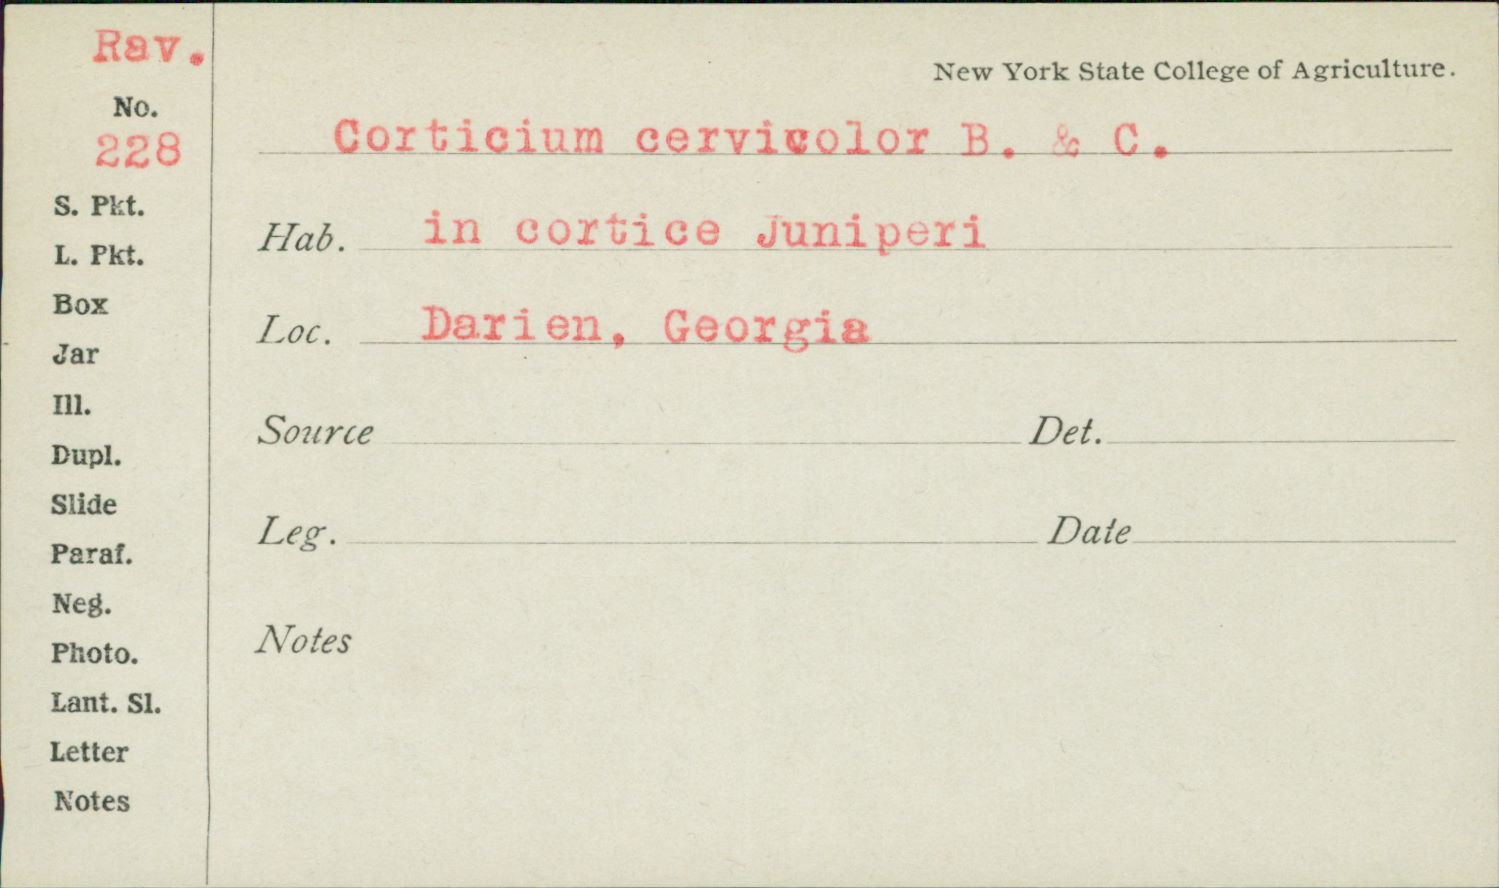 Rav.
New York State College of Agriculture.
No.
228
Corticium cervicolor B. & C.
S. Pkt.
Hab. in cortice Juniperi
L. Pkt.
Box
Loc. Darien, Georgia
Jar
Ill.
Source Det.
Dupl.
Slide
Leg. Date
Paraf.
Neg.
Notes
Photo.
Lant. Sl.
Letter
Notes